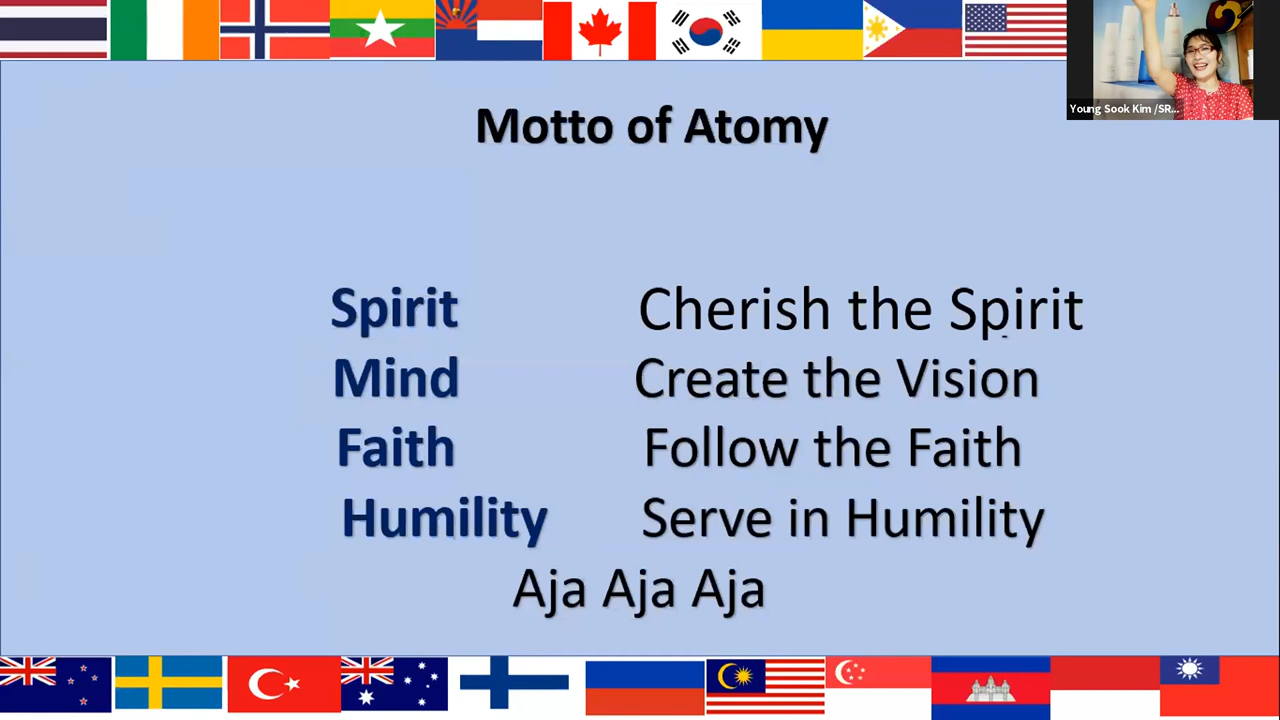 Young Sook Kim /SR...
Motto of Atomy
Spirit Cherish the Spirit
Mind Create the Vision
Faith Follow the Faith
Humility Serve in Humility
Aja Aja Aja